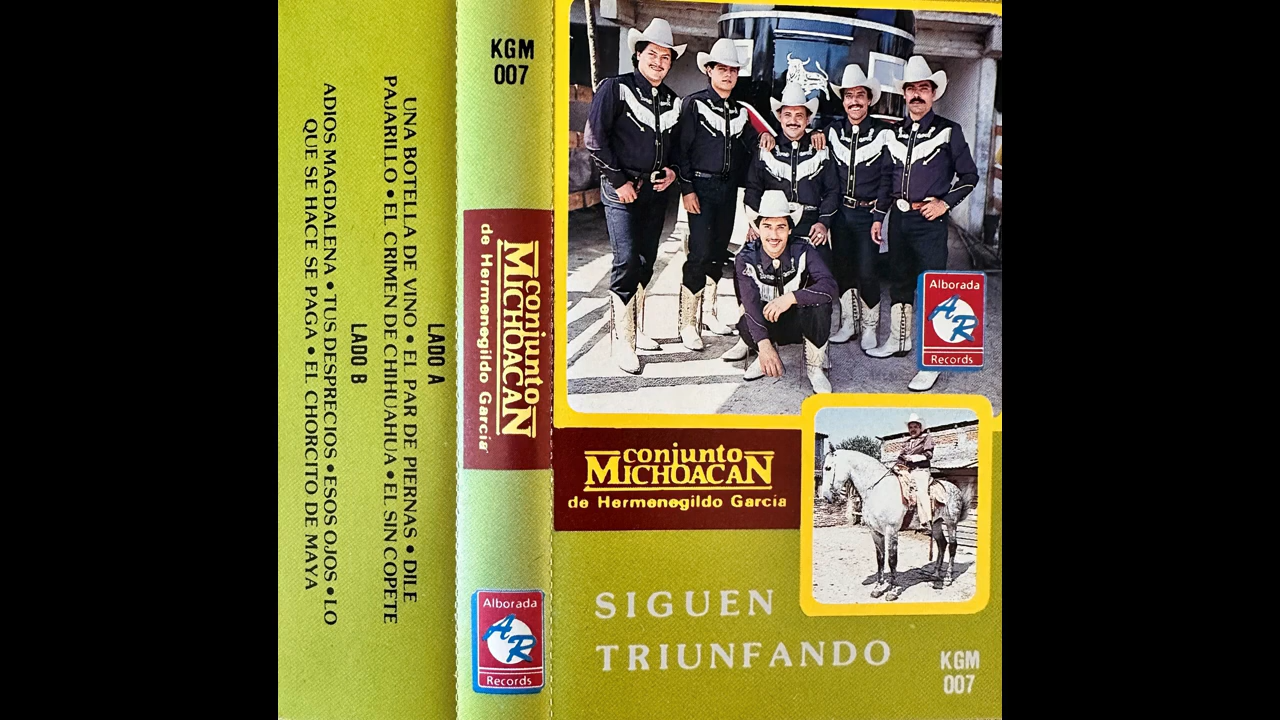 LADO A
UNA BOTELLA DE VINO • EL PAR DE PIERNAS • DILE
PAJARILLO • EL CRIMEN DE CHIHUAHUA • EL SIN COPETE
LADO B
ADIOS MAGDALENA • TUS DESPRECIOS • ESOS OJOS • LO
QUE SE HACE SE PAGA • EL CHORCITO DE MAYA
KGM
007
conjunto
MICHOACAN
de Hermenegildo García
Alborada
AR
Records
Alborada
AR
Records
conjunto
MICHOACAN
de Hermenegildo García
SIGUEN
TRIUNFANDO
KGM
007